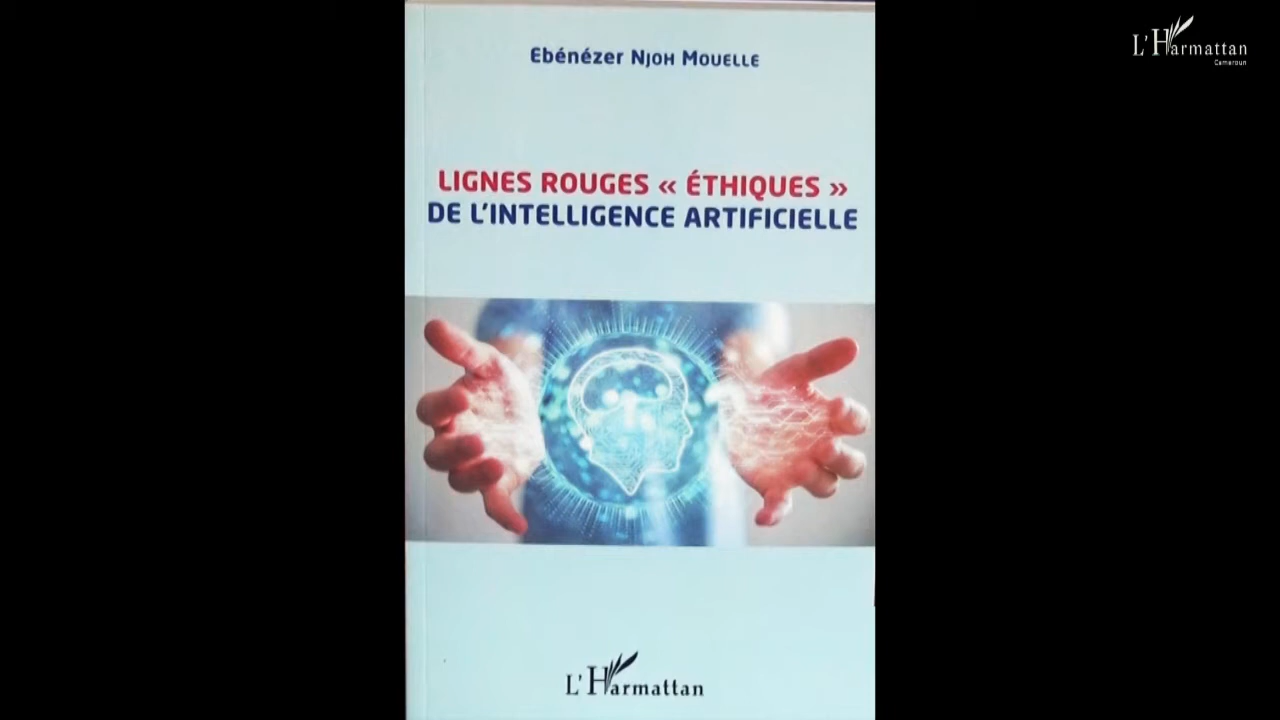 Ebénézer NJOH MOUELLE
LIGNES ROUGES « ÉTHIQUES »
DE L'INTELLIGENCE ARTIFICIELLE
L'Harmattan
L'Harmattan
Cameroun